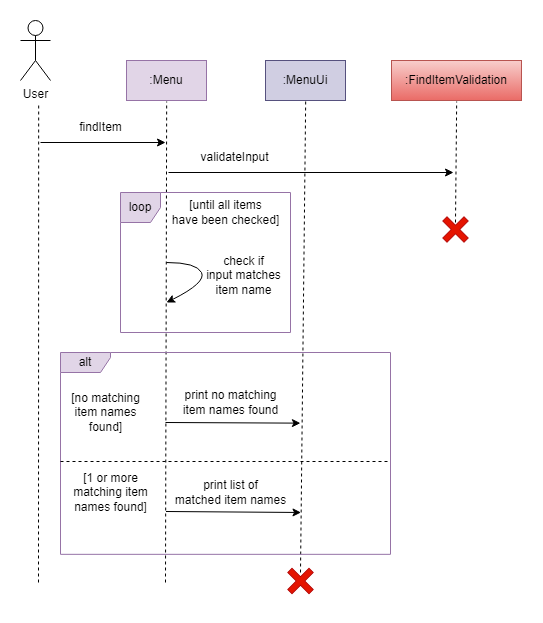 User
:Menu
:MenuUi
:FindItemValidation
findItem
validateInput
loop
[until all items
have been checked]
check if
input matches
item name
alt
[no matching
item names
found]
print no matching
item names found
[1 or more
matching item
names found]
print list of
matched item names